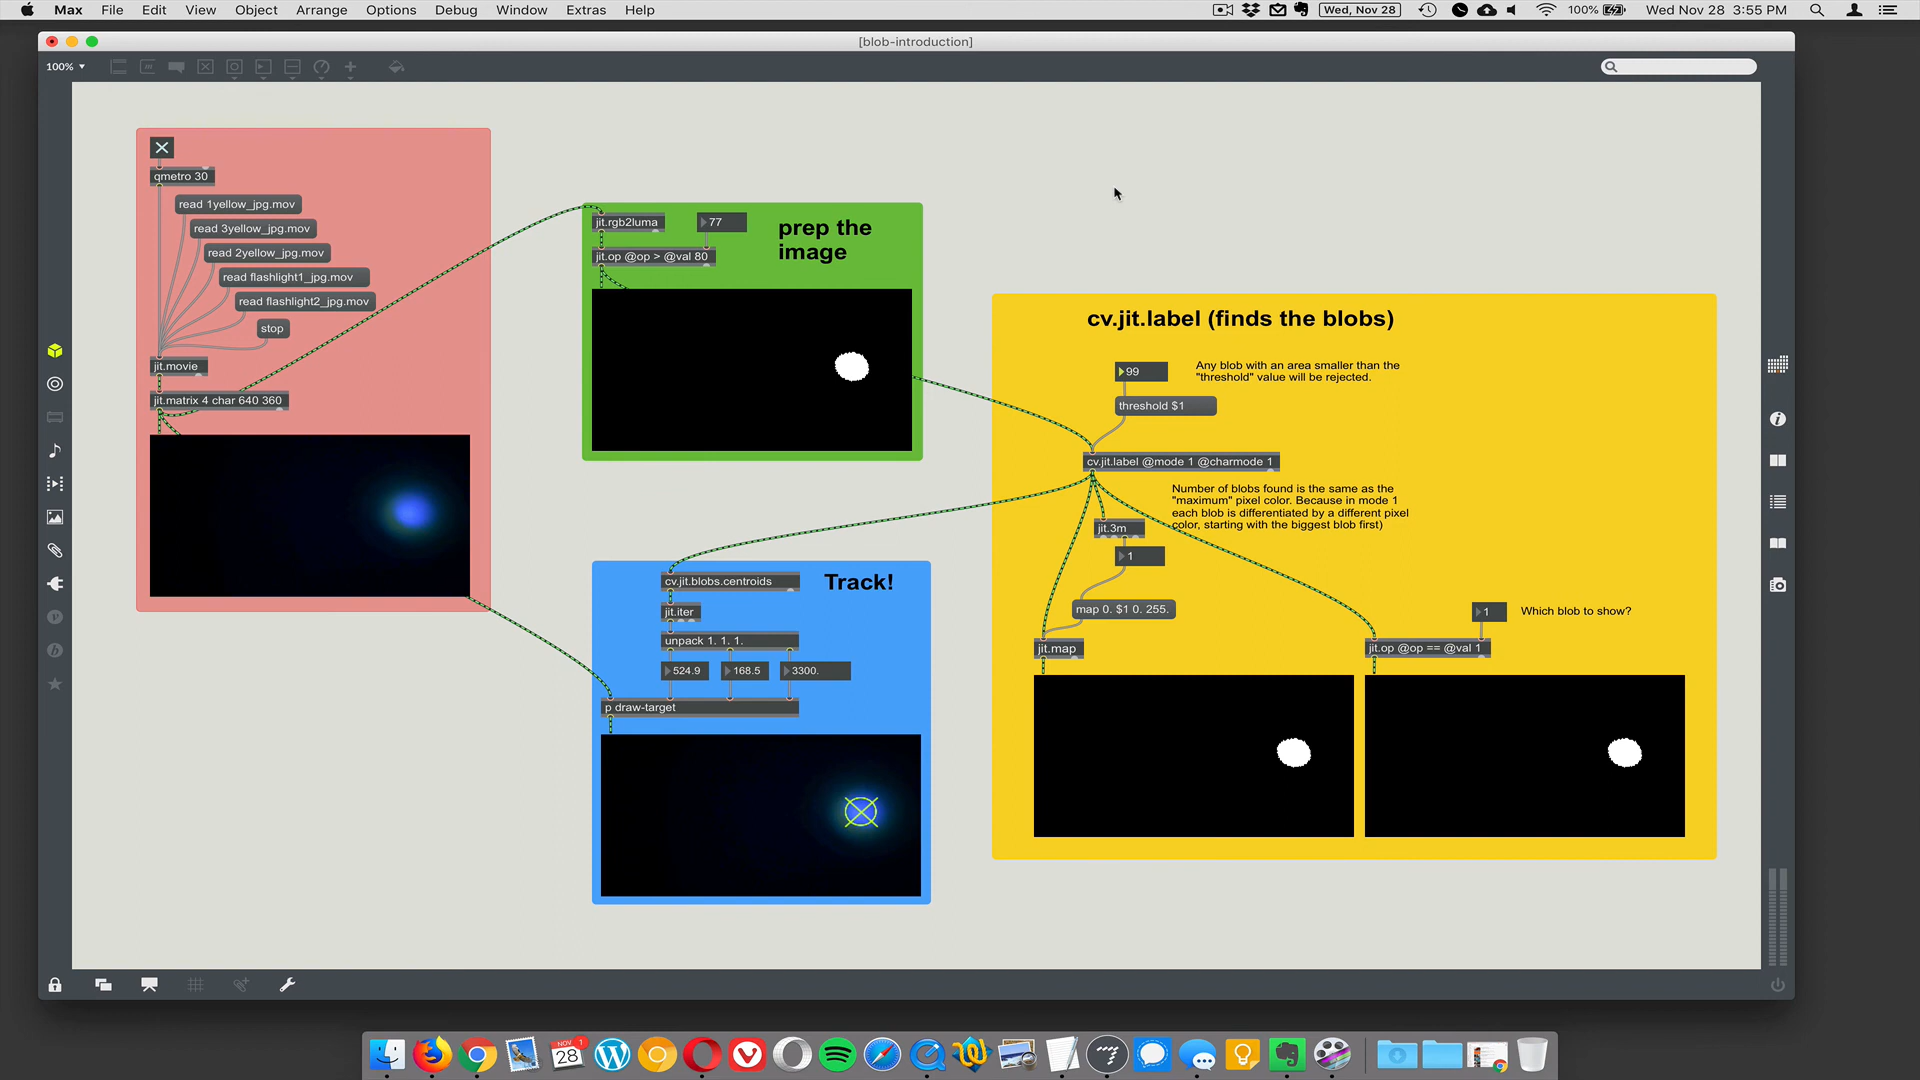 Max File Edit View Object Arrange Options Debug Window Extras Help
Wed, Nov 28 100% Wed Nov 28 3:55 PM
[blob-introduction]
100%
qmetro 30
read 1yellow_jpg.mov
read 3yellow_jpg.mov
read 2yellow_jpg.mov
read flashlight1_jpg.mov
read flashlight2_jpg.mov
stop
jit.movie
jit.matrix 4 char 640 360
jit.rgb2luma
77
jit.op @op > @val 80
prep the
image
cv.jit.label (finds the blobs)
99
Any blob with an area smaller than the
"threshold" value will be rejected.
threshold $1
cv.jit.label @mode 1 @charmode 1
Number of blobs found is the same as the
"maximum" pixel color. Because in mode 1
each blob is differentiated by a different pixel
color, starting with the biggest blob first)
jit.3m
1
map 0. $1 0. 255.
jit.map
1
Which blob to show?
jit.op @op == @val 1
cv.jit.blobs.centroids
Track!
jit.iter
unpack 1. 1. 1.
524.9
168.5
3300.
p draw-target
NOV
28